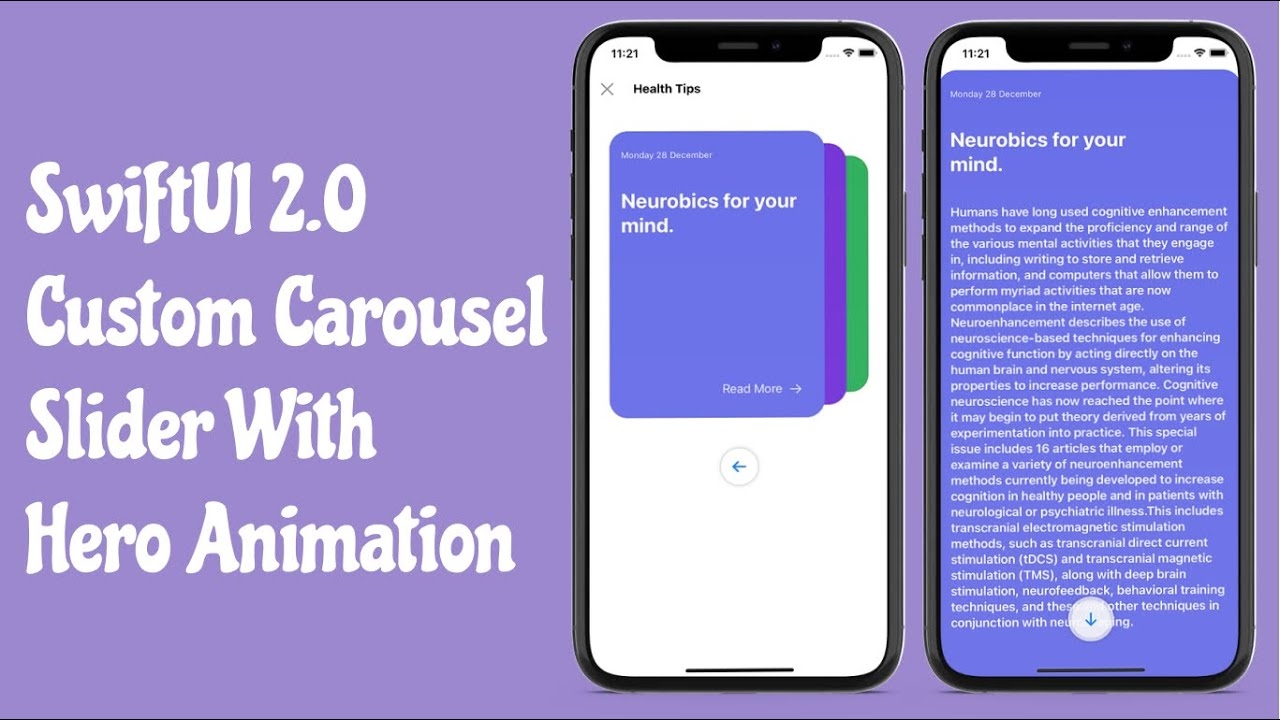 SwiftUI 2.0
Custom Carousel
Slider With
Hero Animation
11:21
Health Tips
Monday 28 December
Neurobics for your
mind.
Read More
11:21
Monday 28 December
Neurobics for your
mind.
Humans have long used cognitive enhancement
methods to expand the proficiency and range of
the various mental activities that they engage
in, including writing to store and retrieve
information, and computers that allow them to
perform myriad activities that are now
commonplace in the internet age.
Neuroenhancement describes the use of
neuroscience-based techniques for enhancing
cognitive function by acting directly on the
human brain and nervous system, altering its
properties to increase performance. Cognitive
neuroscience has now reached the point where
it may begin to put theory derived from years of
experimentation into practice. This special
issue includes 16 articles that employ or
examine a variety of neuroenhancement
methods currently being developed to increase
cognition in healthy people and in patients with
neurological or psychiatric illness.This includes
transcranial electromagnetic stimulation
methods, such as transcranial direct current
stimulation (tDCS) and transcranial magnetic
stimulation (TMS), along with deep brain
stimulation, neurofeedback, behavioral training
techniques, and these and other techniques in
conjunction with